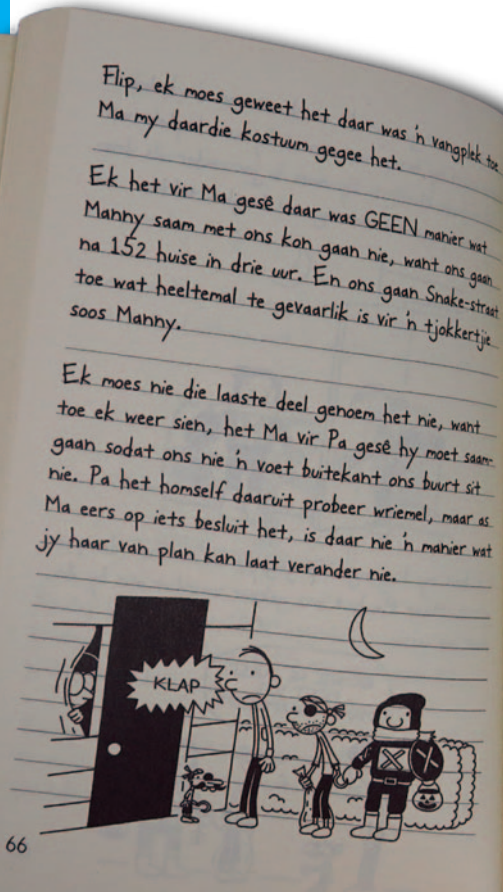 Flip, ek moes geweet het daar was 'n vangplek toe
Ma my daardie kostuum gegee het.
Ek het vir Ma gesê daar was GEEN manier wat
Manny saam met ons kon gaan nie, want ons gaan
na 152 huise in drie uur. En ons gaan Snake-straat
toe wat heeltemal te gevaarlik is vir 'n tjokkertjie
soos Manny.
Ek moes nie die laaste deel genoem het nie, want
toe ek weer sien, het Ma vir Pa gesê hy moet saam-
gaan sodat ons nie 'n voet buitekant ons buurt sit
nie. Pa het homself daaruit probeer wriemel, maar as
Ma eers op iets besluit het, is daar nie 'n manier wat
jy haar van plan kan laat verander nie.
KLAP
66